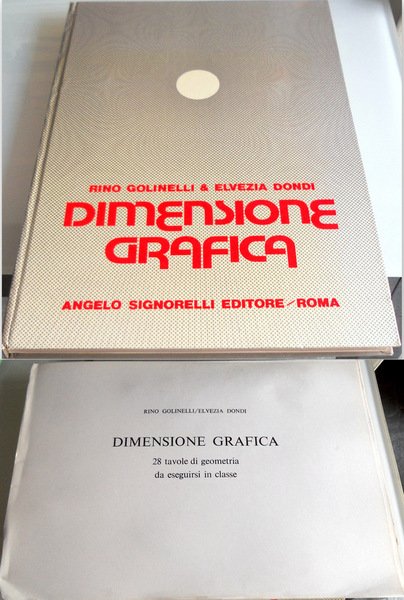 RINO GOLINELLI & ELVEZIA DONDI
DIMENSIONE
GRAFICA
ANGELO SIGNORELLI EDITORE/ROMA
RINO GOLINELLI/ELVEZIA DONDI
DIMENSIONE GRAFICA
28 tavole di geometria
da eseguirsi in classe